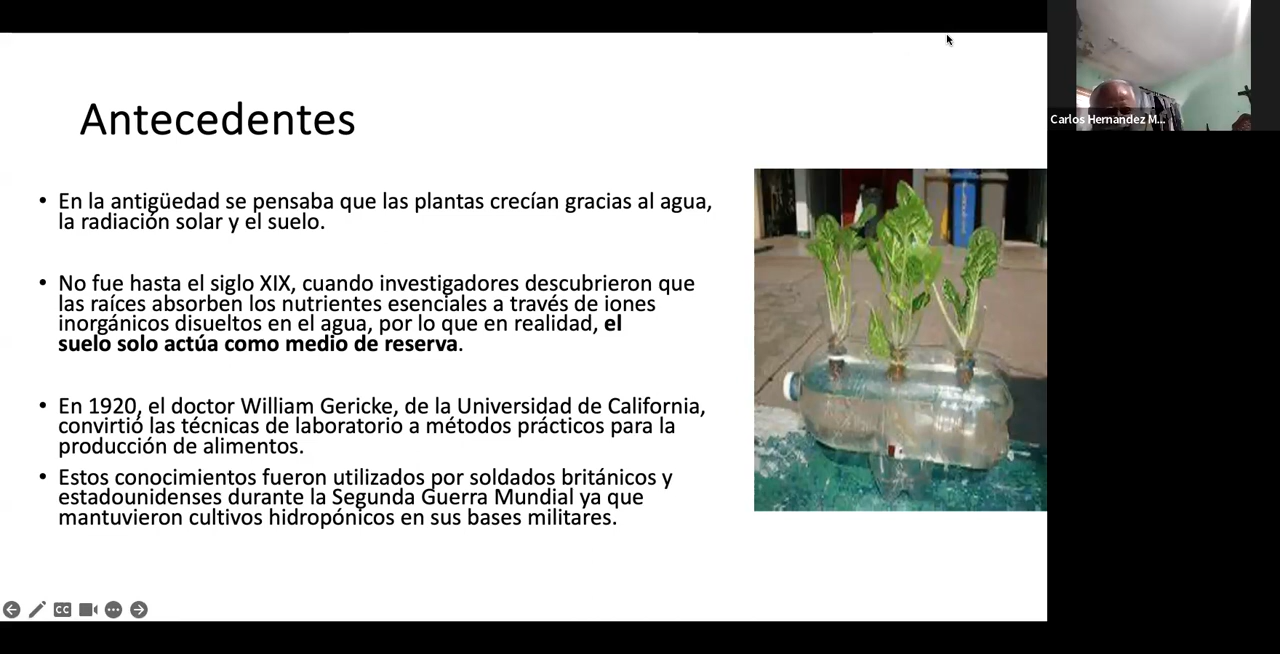 Antecedentes
• En la antigüedad se pensaba que las plantas crecían gracias al agua,
la radiación solar y el suelo.
• No fue hasta el siglo XIX, cuando investigadores descubrieron que
las raíces absorben los nutrientes esenciales a través de iones
inorgánicos disueltos en el agua, por lo que en realidad, el
suelo solo actúa como medio de reserva.
• En 1920, el doctor William Gericke, de la Universidad de California,
convirtió las técnicas de laboratorio a métodos prácticos para la
producción de alimentos.
• Estos conocimientos fueron utilizados por soldados británicos y
estadounidenses durante la Segunda Guerra Mundial ya que
mantuvieron cultivos hidropónicos en sus bases militares.
CC
Carlos Hernandez M...